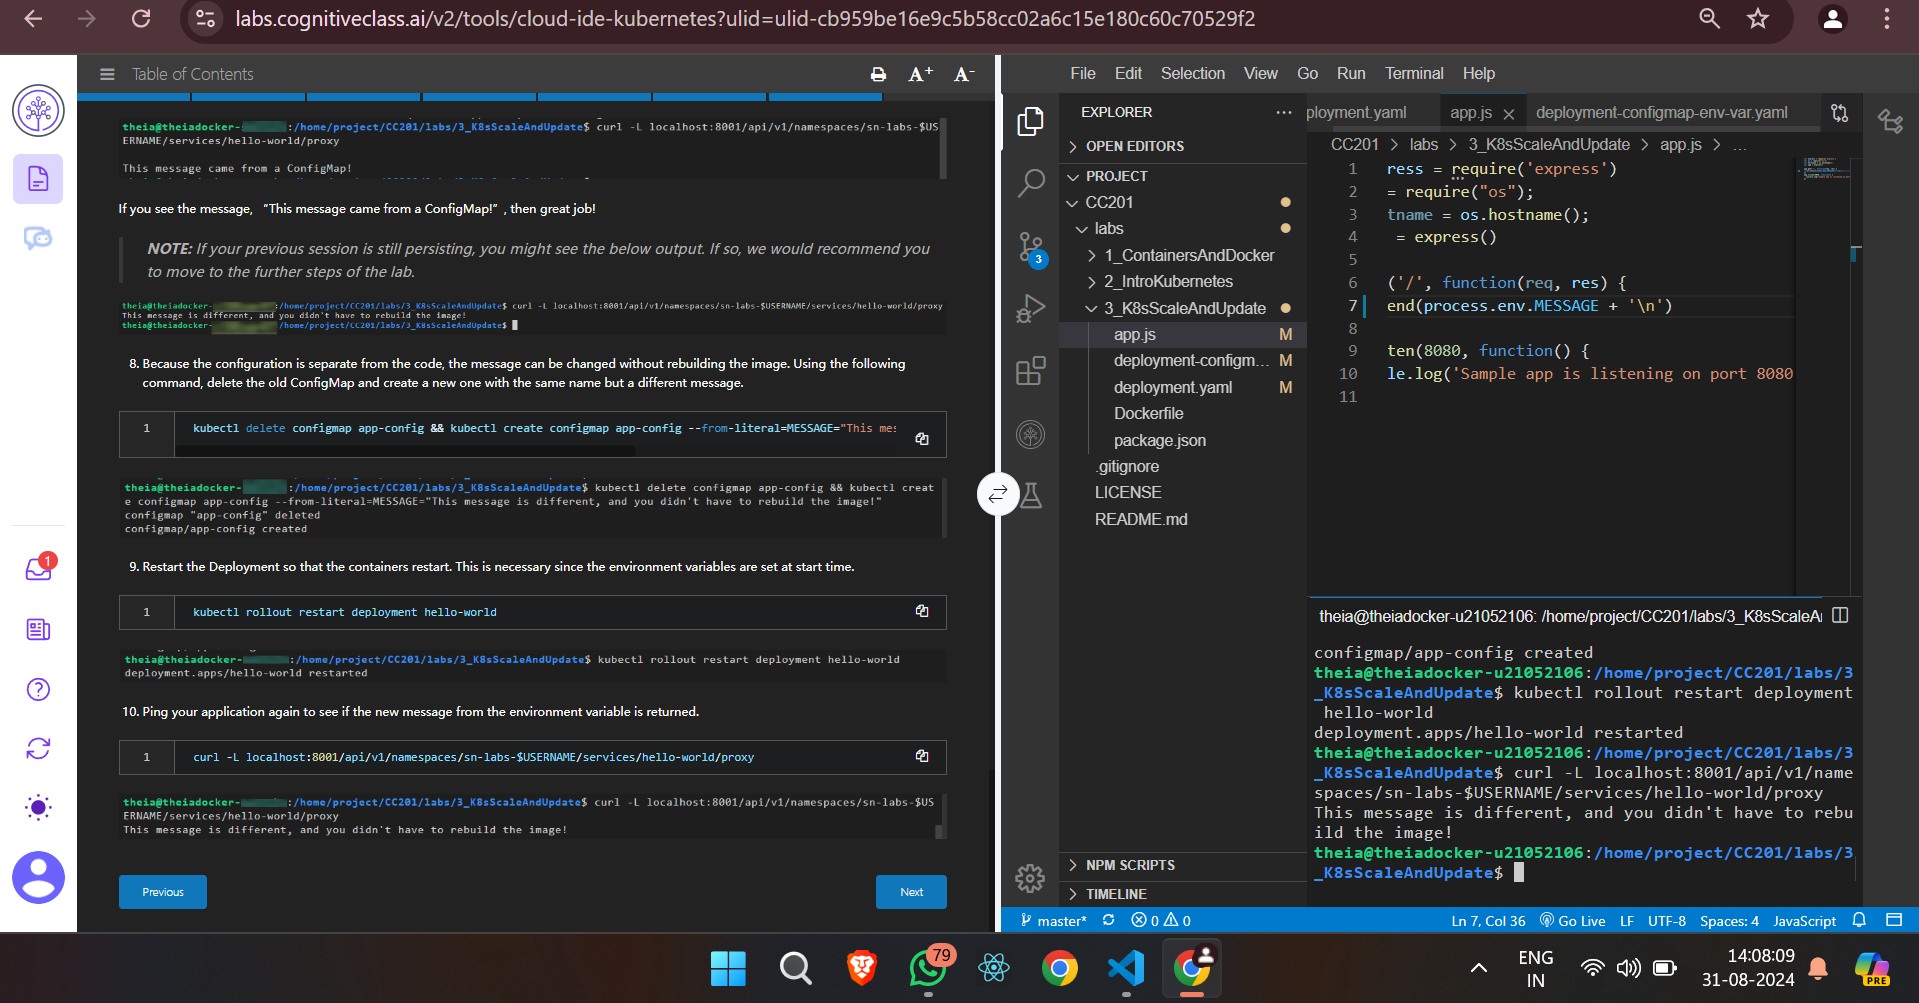 labs.cognitiveclass.ai/v2/tools/cloud-ide-kubernetes?ulid=ulid-cb959be16e9c5b58cc02a6c15e180c60c70529f2
Table of Contents
A+ A-
theia@theiadocker- :/home/project/CC201/labs/3_K8sScaleAndUpdate$ curl -L localhost:8001/api/v1/namespaces/sn-labs-$US
ERNAME/services/hello-world/proxy
This message came from a ConfigMap!
If you see the message, “This message came from a ConfigMap!” , then great job!
NOTE: If your previous session is still persisting, you might see the below output. If so, we would recommend you
to move to the further steps of the lab.
theia@theiadocker- :/home/project/CC201/labs/3_K8sScaleAndUpdate$ curl -L localhost:8001/api/v1/namespaces/sn-labs-$USERNAME/services/hello-world/proxy
This message is different, and you didn't have to rebuild the image!
theia@theiadocker- /home/project/CC201/labs/3_K8sScaleAndUpdate$
8. Because the configuration is separate from the code, the message can be changed without rebuilding the image. Using the following
command, delete the old ConfigMap and create a new one with the same name but a different message.
1 kubectl delete configmap app-config && kubectl create configmap app-config --from-literal=MESSAGE="This mes
theia@theiadocker- :/home/project/CC201/labs/3_K8sScaleAndUpdate$ kubectl delete configmap app-config && kubectl creat
e configmap app-config --from-literal=MESSAGE="This message is different, and you didn't have to rebuild the image!"
configmap "app-config" deleted
configmap/app-config created
9. Restart the Deployment so that the containers restart. This is necessary since the environment variables are set at start time.
1 kubectl rollout restart deployment hello-world
theia@theiadocker- :/home/project/CC201/labs/3_K8sScaleAndUpdate$ kubectl rollout restart deployment hello-world
deployment.apps/hello-world restarted
10. Ping your application again to see if the new message from the environment variable is returned.
1 curl -L localhost:8001/api/v1/namespaces/sn-labs-$USERNAME/services/hello-world/proxy
theia@theiadocker- :/home/project/CC201/labs/3_K8sScaleAndUpdate$ curl -L localhost:8001/api/v1/namespaces/sn-labs-$US
ERNAME/services/hello-world/proxy
This message is different, and you didn't have to rebuild the image!
Previous
Next
1
File Edit Selection View Go Run Terminal Help
EXPLORER
OPEN EDITORS
PROJECT
CC201
labs
1_ContainersAndDocker
2_IntroKubernetes
3_K8sScaleAndUpdate
app.js M
deployment-configm... M
deployment.yaml M
Dockerfile
package.json
.gitignore
LICENSE
README.md
NPM SCRIPTS
TIMELINE
3
ployment.yaml app.js deployment-configmap-env-var.yaml
CC201 > labs > 3_K8sScaleAndUpdate > app.js > ...
1 ress = require('express')
2 = require("os");
3 tname = os.hostname();
4 = express()
5
6 ('/', function(req, res) {
7 end(process.env.MESSAGE + '\n')
8
9 ten(8080, function() {
10 le.log('Sample app is listening on port 8080
11
theia@theiadocker-u21052106: /home/project/CC201/labs/3_K8sScaleA
configmap/app-config created
theia@theiadocker-u21052106:/home/project/CC201/labs/3
_K8sScaleAndUpdate$ kubectl rollout restart deployment
hello-world
deployment.apps/hello-world restarted
theia@theiadocker-u21052106:/home/project/CC201/labs/3
_K8sScaleAndUpdate$ curl -L localhost:8001/api/v1/name
spaces/sn-labs-$USERNAME/services/hello-world/proxy
This message is different, and you didn't have to rebu
ild the image!
theia@theiadocker-u21052106:/home/project/CC201/labs/3
_K8sScaleAndUpdate$
master* 0 0 Ln 7, Col 36 Go Live LF UTF-8 Spaces: 4 JavaScript
79
ENG
IN
14:08:09
31-08-2024
PRE